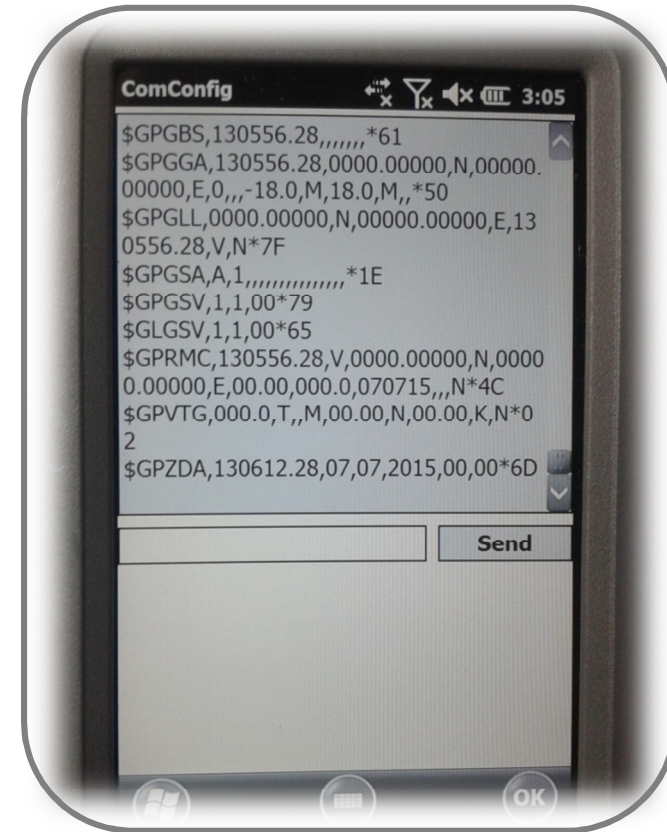 ComConfig 3:05
$GPGBS,130556.28,,,,,,,*61
$GPGGA,130556.28,0000.00000,N,00000.
00000,E,0,,,-18.0,M,18.0,M,,*50
$GPGLL,0000.00000,N,00000.00000,E,13
0556.28,V,N*7F
$GPGSA,A,1,,,,,,,,,,,,,,,*1E
$GPGSV,1,1,00*79
$GLGSV,1,1,00*65
$GPRMC,130556.28,V,0000.00000,N,0000
0.00000,E,00.00,000.0,070715,,,N*4C
$GPVTG,000.0,T,,M,00.00,N,00.00,K,N*0
2
$GPZDA,130612.28,07,07,2015,00,00*6D
Send
OK